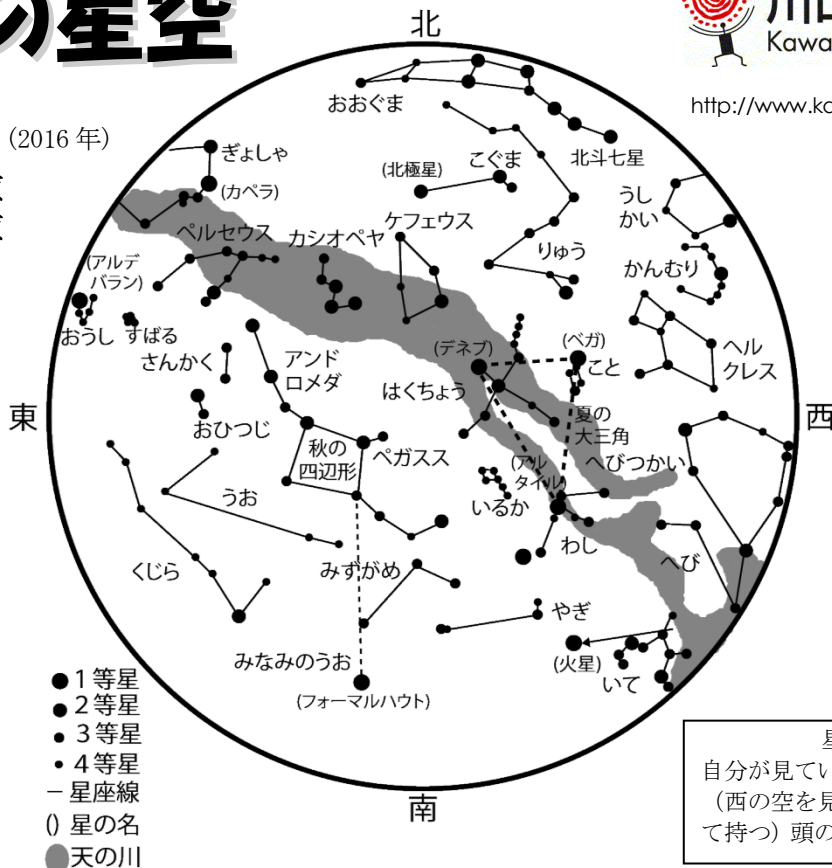 の星空
川口
Kawa
http://www.ka
(2016 年)
北
おおぐま
北斗七星
ぎょしゃ
(カペラ)
こぐま
(北極星)
うし
かい
ペルセウス
カシオペヤ
ケフェウス
りゅう
かんむり
(アルデ
バラン)
おうし
すばる
さんかく
アンド
ロメダ
(デネブ)
(ベガ)
こと
ヘル
クレス
はくちょう
夏の
大三角
東
西
おひつじ
秋の
四辺形
ペガスス
(アル
タイル)
へびつかい
うお
いるか
わし
くじら
みずがめ
へび
やぎ
みなみのうお
(フォーマルハウト)
(火星)
いて
南
1等星
2等星
3等星
4等星
星座線
() 星の名
天の川
自分が見てい
(西の空を見
て持つ) 頭の